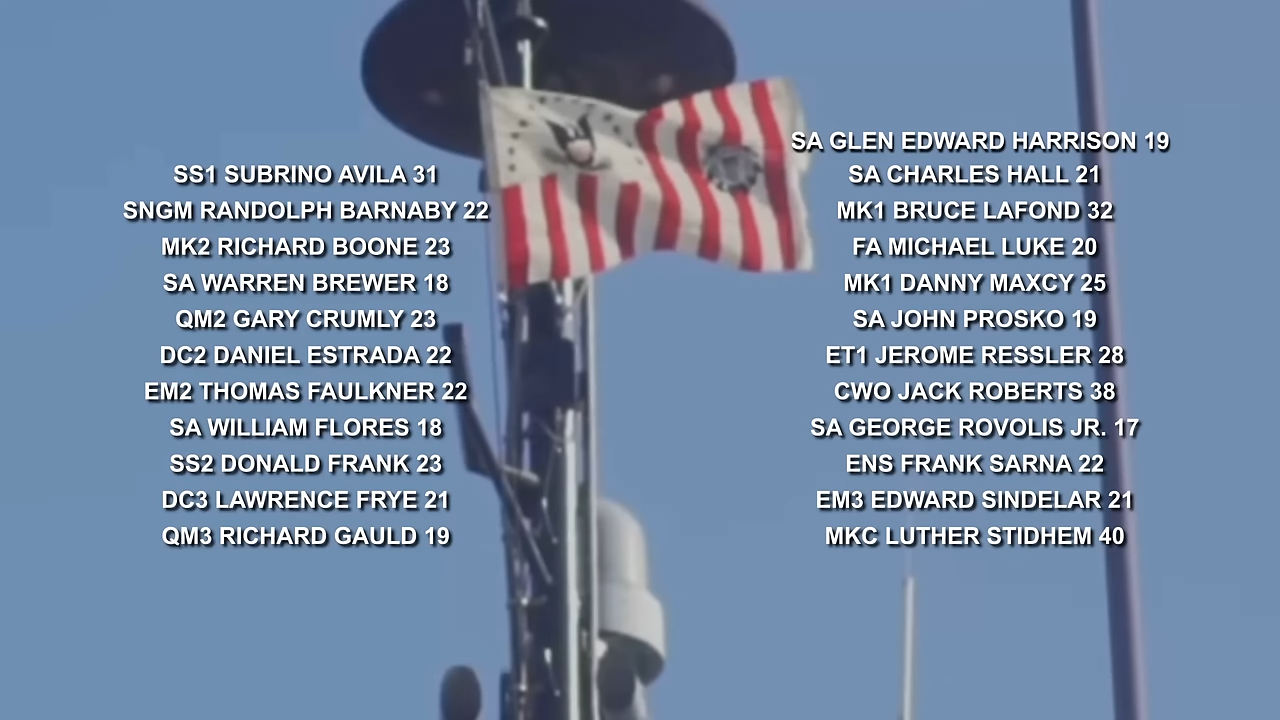 SS1 SUBRINO AVILA 31
SNGM RANDOLPH BARNABY 22
MK2 RICHARD BOONE 23
SA WARREN BREWER 18
QM2 GARY CRUMLY 23
DC2 DANIEL ESTRADA 22
EM2 THOMAS FAULKNER 22
SA WILLIAM FLORES 18
SS2 DONALD FRANK 23
DC3 LAWRENCE FRYE 21
QM3 RICHARD GAULD 19
SA GLEN EDWARD HARRISON 19
SA CHARLES HALL 21
MK1 BRUCE LAFOND 32
FA MICHAEL LUKE 20
MK1 DANNY MAXCY 25
SA JOHN PROSKO 19
ET1 JEROME RESSLER 28
CWO JACK ROBERTS 38
SA GEORGE ROVOLIS JR. 17
ENS FRANK SARNA 22
EM3 EDWARD SINDELAR 21
MKC LUTHER STIDHEM 40